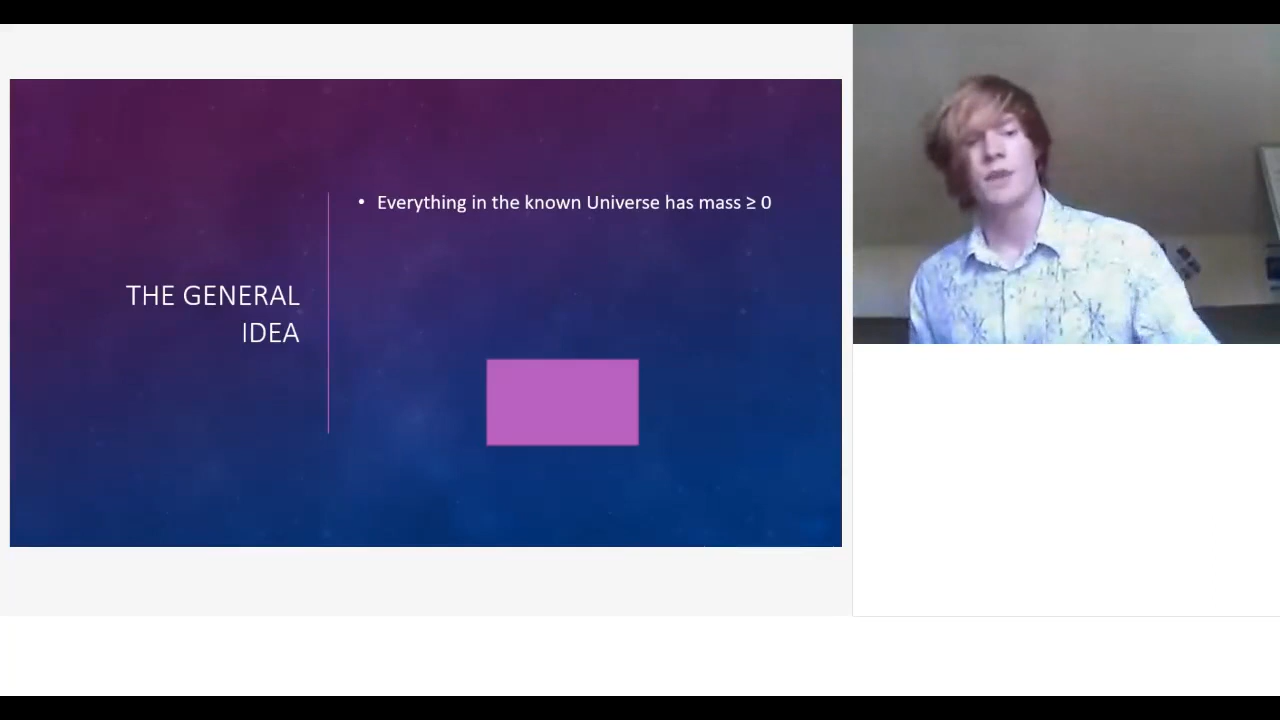 THE GENERAL
IDEA
• Everything in the known Universe has mass ≥ 0